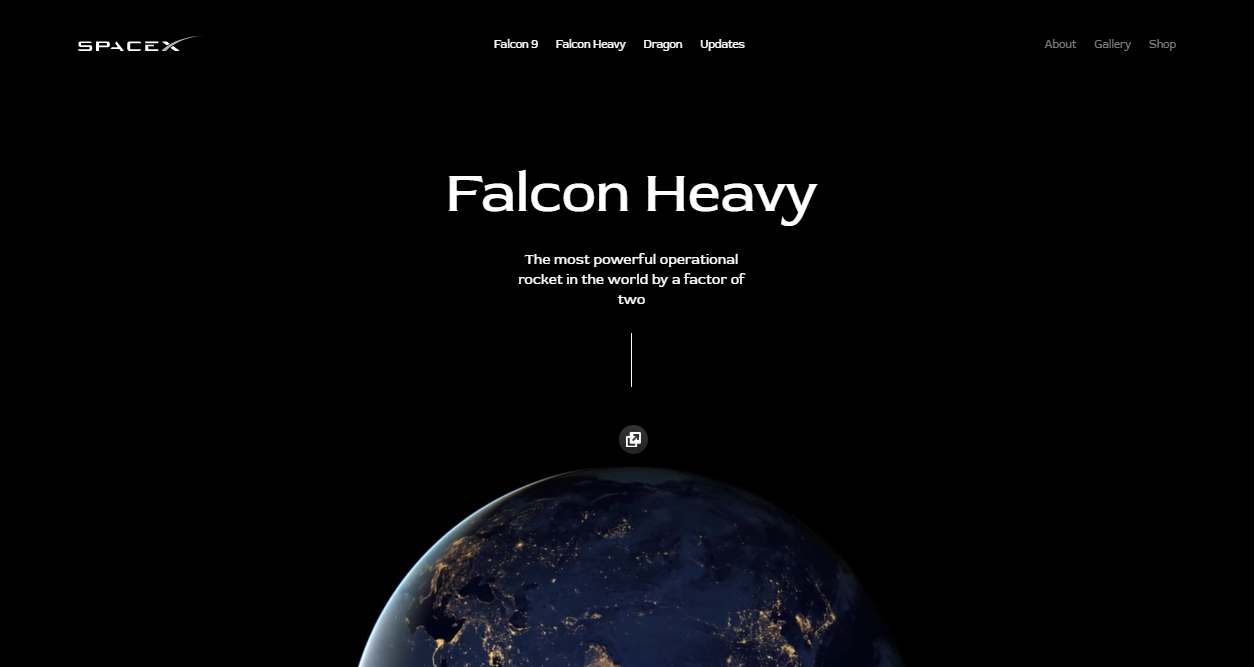 SPACEX
Falcon 9 Falcon Heavy Dragon Updates
About Gallery Shop
Falcon Heavy
The most powerful operational
rocket in the world by a factor of
two